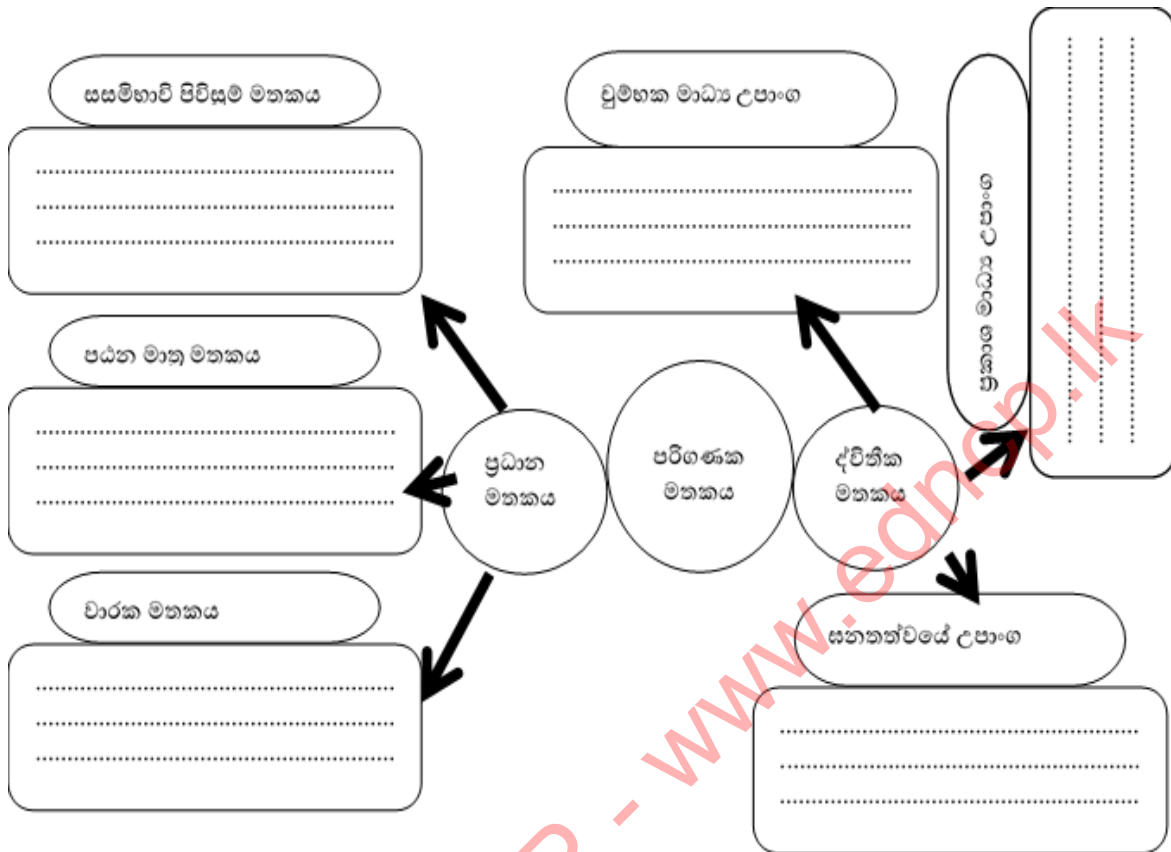 සසම්භාවි පිවිසුම් මතකය
චුම්භක මාධ්‍ය උපාංග
ප්‍රකාශ මාධ්‍ය උපාංග
පඨන මාත්‍ර මතකය
ප්‍රධාන
මතකය
පරිගණක
මතකය
ද්විතීක
මතකය
වාරක මතකය
ඝනතත්වයේ උපාංග
- www.ednep.lk